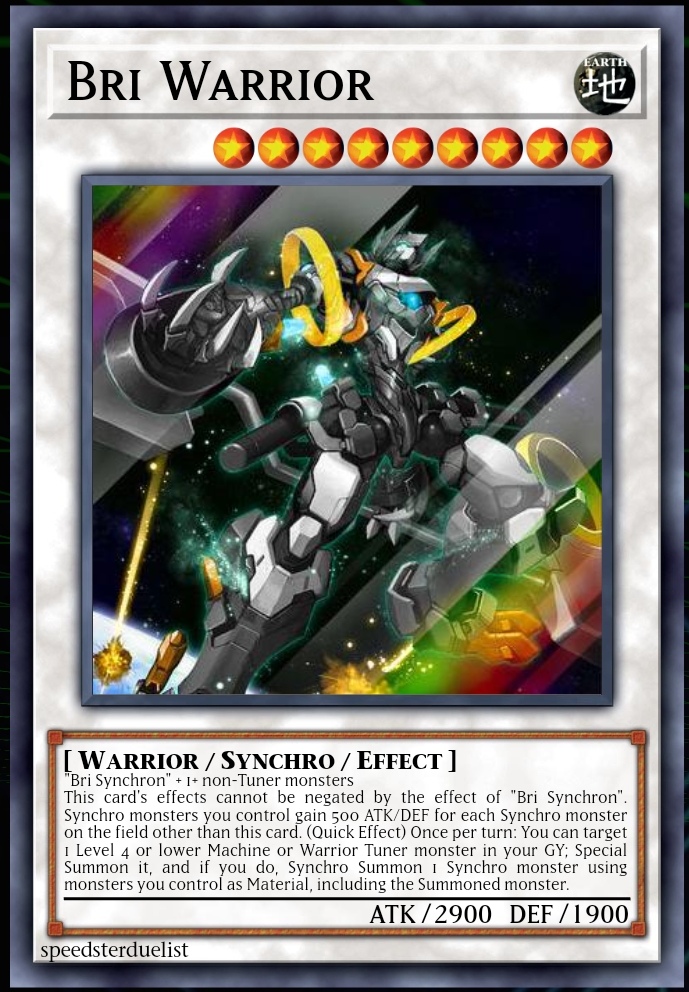 BRI WARRIOR
EARTH
地
[ WARRIOR / SYNCHRO / EFFECT ]
"Bri Synchron" + 1+ non-Tuner monsters
This card's effects cannot be negated by the effect of "Bri Synchron".
Synchro monsters you control gain 500 ATK/DEF for each Synchro monster
on the field other than this card. (Quick Effect) Once per turn: You can target
1 Level 4 or lower Machine or Warrior Tuner monster in your GY; Special
Summon it, and if you do, Synchro Summon 1 Synchro monster using
monsters you control as Material, including the Summoned monster.
ATK/2900 DEF/1900
speedsterduelist